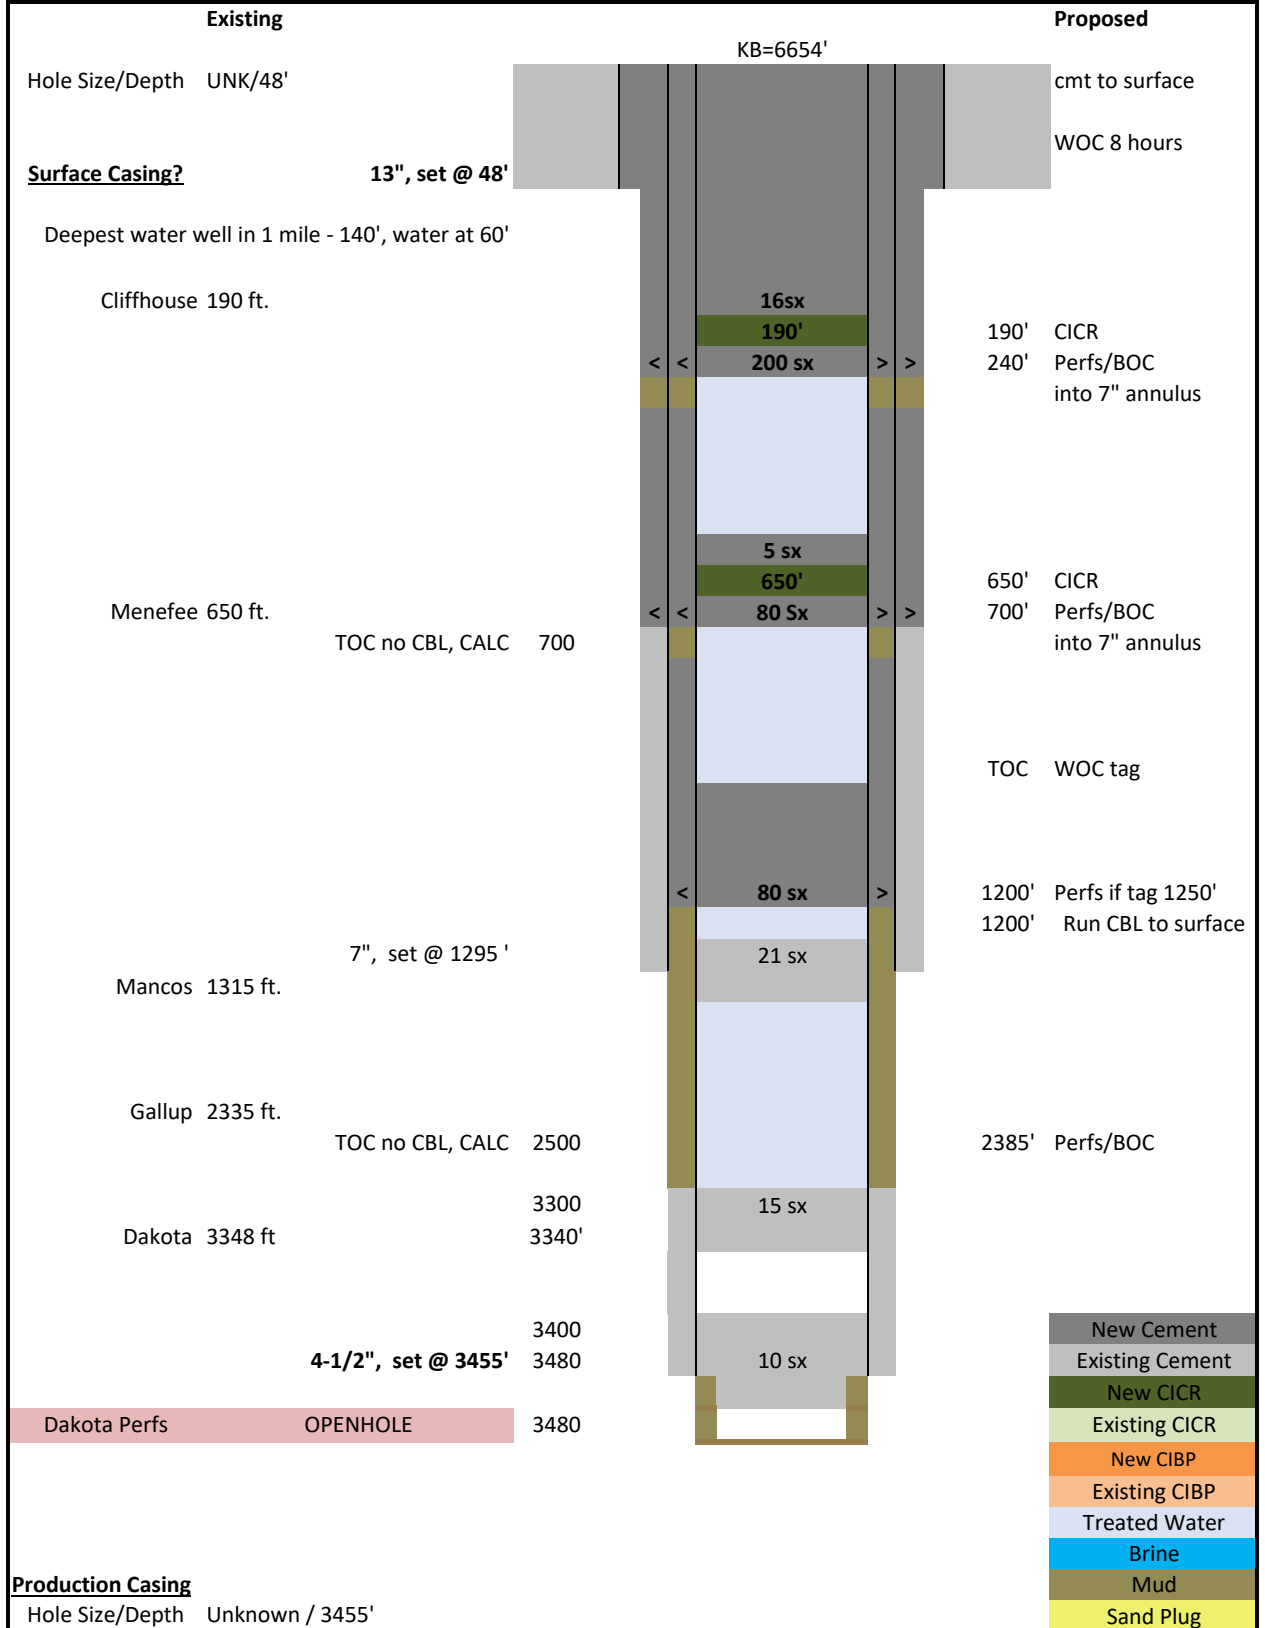 Existing Proposed
KB=6654'
Hole Size/Depth UNK/48' cmt to surface
WOC 8 hours
Surface Casing? 13", set @ 48'
Deepest water well in 1 mile - 140', water at 60'
Cliffhouse 190 ft. 16sx
190' 190' CICR
< < 200 sx > > 240' Perfs/BOC
into 7" annulus
5 sx
650' 650' CICR
Menefee 650 ft. < < 80 Sx > > 700' Perfs/BOC
TOC no CBL, CALC 700 into 7" annulus
TOC WOC tag
< 80 sx > 1200' Perfs if tag 1250'
1200' Run CBL to surface
7", set @ 1295 ' 21 sx
Mancos 1315 ft.
Gallup 2335 ft.
TOC no CBL, CALC 2500 2385' Perfs/BOC
3300 15 sx
Dakota 3348 ft 3340'
3400 New Cement
4-1/2", set @ 3455' 3480 10 sx Existing Cement
New CICR
Dakota Perfs OPENHOLE 3480 Existing CICR
New CIBP
Existing CIBP
Treated Water
Brine
Production Casing Mud
Hole Size/Depth Unknown / 3455' Sand Plug